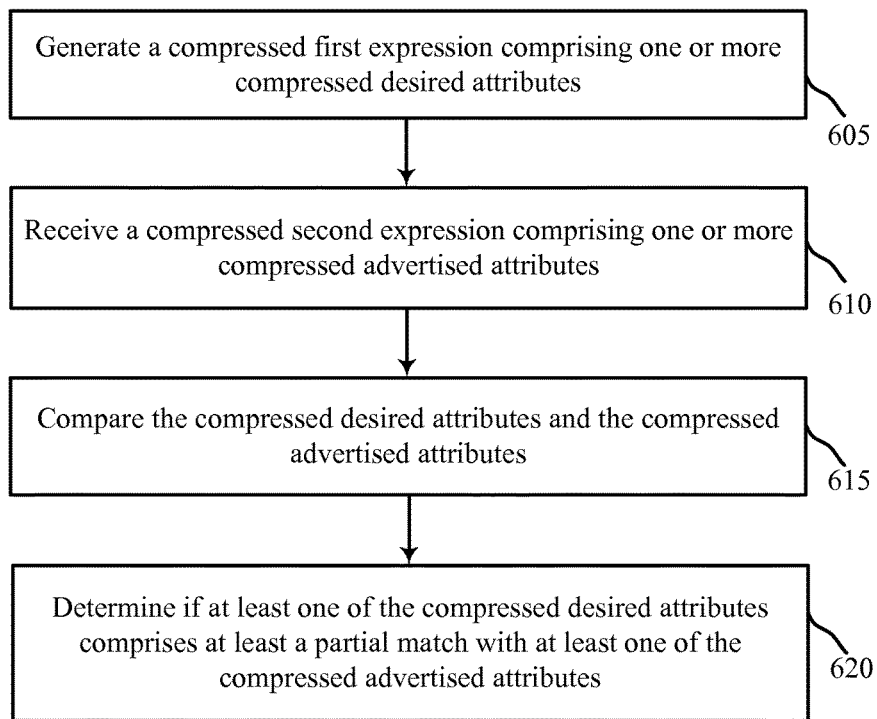 Generate a compressed first expression comprising one or more
compressed desired attributes
605
Receive a compressed second expression comprising one or more
compressed advertised attributes
610
Compare the compressed desired attributes and the compressed
advertised attributes
615
Determine if at least one of the compressed desired attributes
comprises at least a partial match with at least one of the
compressed advertised attributes
620